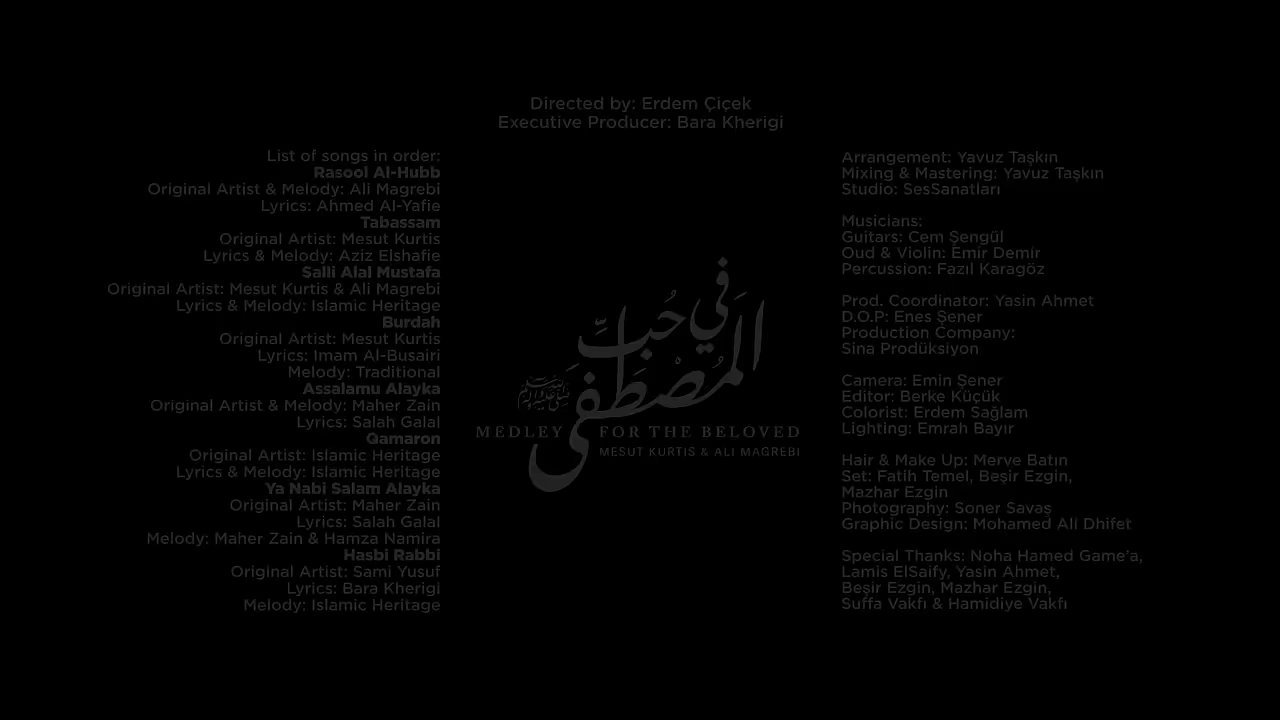 Directed by: Erdem Çiçek
Executive Producer: Bara Kherigi
List of songs in order:
Rasool Al-Hubb
Original Artist & Melody: Ali Magrebi
Lyrics: Ahmed Al-Yafie
Tabassam
Original Artist: Mesut Kurtis
Lyrics & Melody: Aziz Elshafie
Salli Alal Mustafa
Original Artist: Mesut Kurtis & Ali Magrebi
Lyrics & Melody: Islamic Heritage
Burdah
Original Artist: Mesut Kurtis
Lyrics: Imam Al-Busairi
Melody: Traditional
Assalamu Alayka
Original Artist & Melody: Maher Zain
Lyrics: Salah Galal
Qamaron
Original Artist: Islamic Heritage
Lyrics & Melody: Islamic Heritage
Ya Nabi Salam Alayka
Original Artist: Maher Zain
Lyrics: Salah Galal
Melody: Maher Zain & Hamza Namira
Hasbi Rabbi
Original Artist: Sami Yusuf
Lyrics: Bara Kherigi
Melody: Islamic Heritage
في حُبِّ
المُصْطَفَى
صلى الله عليه وسلم
MEDLEY FOR THE BELOVED
MESUT KURTIS & ALI MAGREBI
Arrangement: Yavuz Taşkın
Mixing & Mastering: Yavuz Taşkın
Studio: SesSanatları
Musicians:
Guitars: Cem Şengül
Oud & Violin: Emir Demir
Percussion: Fazıl Karagöz
Prod. Coordinator: Yasin Ahmet
D.O.P: Enes Şener
Production Company:
Sina Prodüksiyon
Camera: Emin Şener
Editor: Berke Küçük
Colorist: Erdem Sağlam
Lighting: Emrah Bayır
Hair & Make Up: Merve Batın
Set: Fatih Temel, Beşir Ezgin,
Mazhar Ezgin
Photography: Soner Savaş
Graphic Design: Mohamed Ali Dhifet
Special Thanks: Noha Hamed Game'a,
Lamis ElSaify, Yasin Ahmet,
Beşir Ezgin, Mazhar Ezgin,
Suffa Vakfı & Hamidiye Vakfı